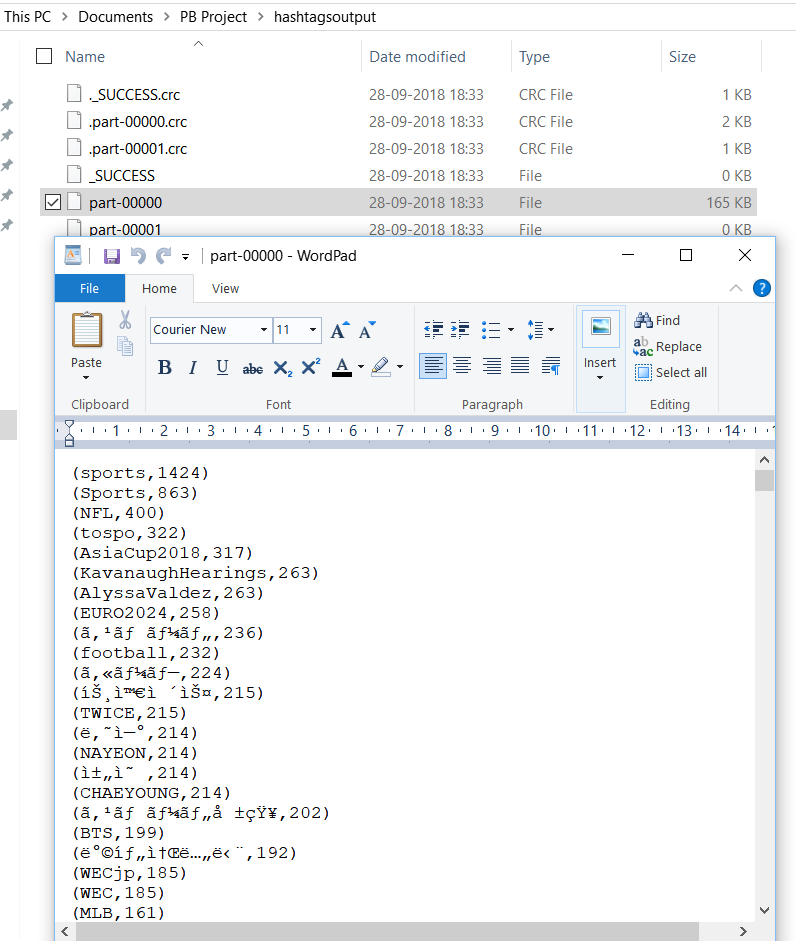 This PC > Documents > PB Project > hashtagsoutput
Name Date modified Type Size
._SUCCESS.crc 28-09-2018 18:33 CRC File 1 KB
.part-00000.crc 28-09-2018 18:33 CRC File 2 KB
.part-00001.crc 28-09-2018 18:33 CRC File 1 KB
_SUCCESS 28-09-2018 18:33 File 0 KB
part-00000 28-09-2018 18:33 File 165 KB
part-00001 28-09-2018 18:33 File 0 KB
part-00000 - WordPad
File Home View
Courier New 11
Paste
B I U abc X₂ X² A
Insert
Find
Replace
Select all
Clipboard Font Paragraph Editing
1 2 3 4 5 6 7 8 9 10 11 12 13 14
(sports,1424)
(Sports,863)
(NFL,400)
(tospo,322)
(AsiaCup2018,317)
(KavanaughHearings,263)
(AlyssaValdez,263)
(EURO2024,258)
(ã‚¹ãƒ ãƒ¼ãƒ„,236)
(football,232)
(ã‚«ãƒ¼ãƒ—,224)
(íŠ¸ì™€ì ´ìŠ¤,215)
(TWICE,215)
(ë‚˜ì—°,214)
(NAYEON,214)
(ì±„ì˜ ,214)
(CHAEYOUNG,214)
(ã‚¹ãƒ ãƒ¼ãƒ„å ±çŸ¥,202)
(BTS,199)
(ë°©íƒ„ì†Œë…„ë‹¨,192)
(WECjp,185)
(WEC,185)
(MLB,161)